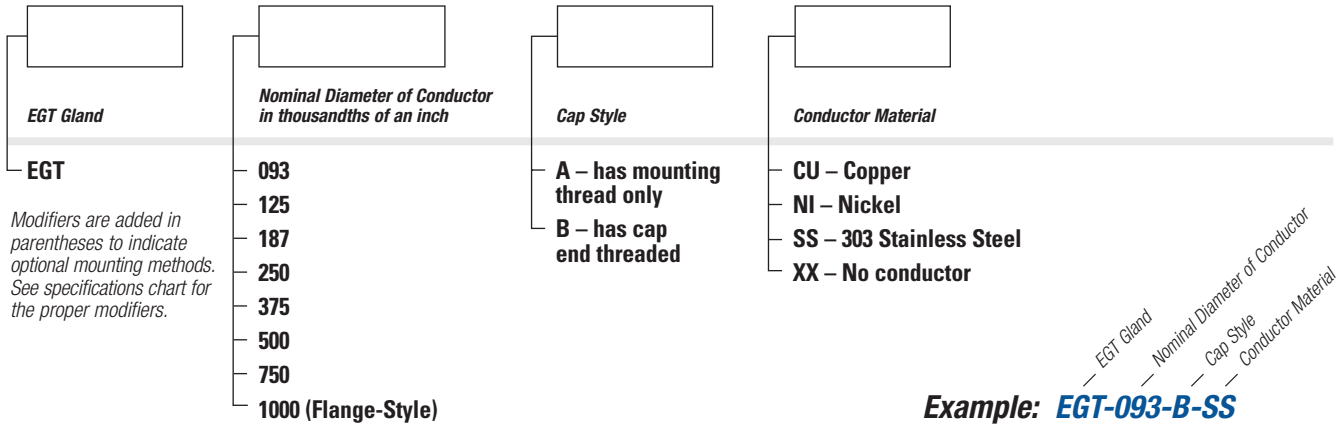 EGT Gland
EGT
Modifiers are added in
parentheses to indicate
optional mounting methods.
See specifications chart for
the proper modifiers.
Nominal Diameter of Conductor
in thousandths of an inch
093
125
187
250
375
500
750
1000 (Flange-Style)
Cap Style
A – has mounting
thread only
B – has cap
end threaded
Conductor Material
CU – Copper
NI – Nickel
SS – 303 Stainless Steel
XX – No conductor
EGT Gland
Nominal Diameter of Conductor
Cap Style
Conductor Material
Example: EGT-093-B-SS